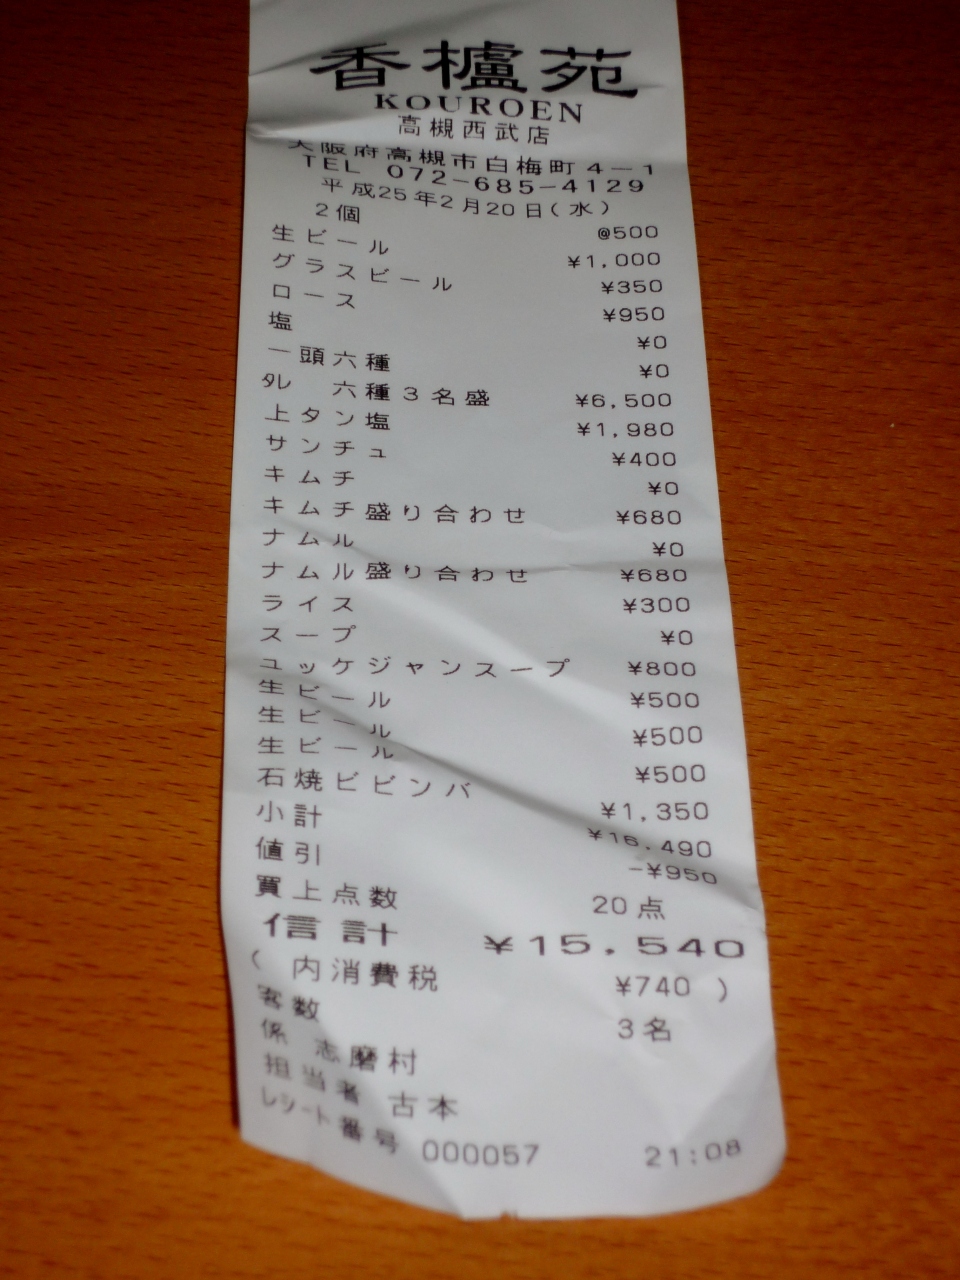 香櫨苑
KOUROEN
高槻西武店
大阪府高槻市白梅町4-1
TEL 072-685-4129
平成25年2月20日(水)
2個 @500
生ビール ¥1,000
グラスビール ¥350
ロース ¥950
塩 ¥0
一頭六種 ¥0
タレ 六種3名盛 ¥6,500
上タン塩 ¥1,980
サンチュ ¥400
キムチ ¥0
キムチ盛り合わせ ¥680
ナムル ¥0
ナムル盛り合わせ ¥680
ライス ¥300
スープ ¥0
ユッケジャンスープ ¥800
生ビール ¥500
生ビール ¥500
生ビール ¥500
石焼ビビンバ ¥1,350
小計 ¥16,490
値引 -¥950
買上点数 20点
合計 ¥15,540
( 内消費税 ¥740 )
客数 3名
係 志磨村
担当者 古本
レシート番号 000057 21:08